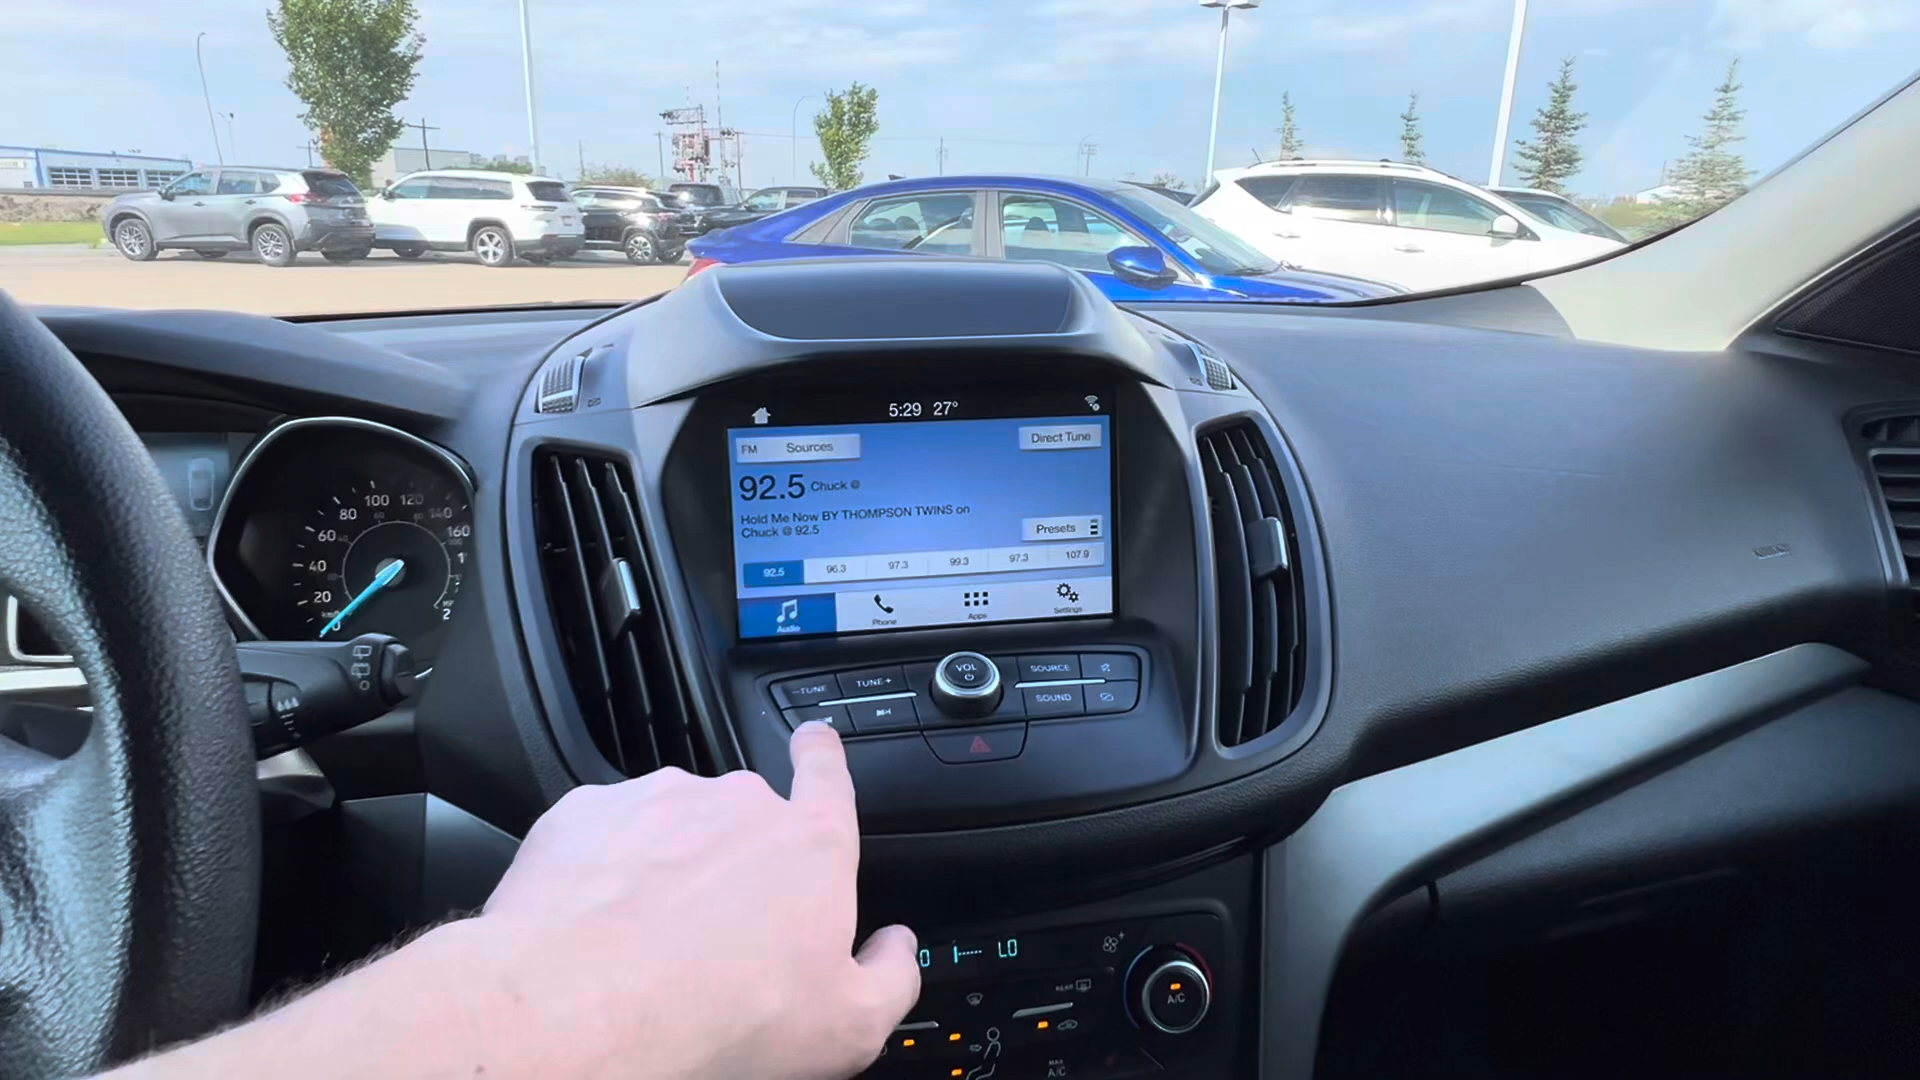 5:29 27°
FM Sources
Direct Tune
92.5 Chuck @
Hold Me Now BY THOMPSON TWINS on
Chuck @ 92.5
Presets
92.5 96.3 97.3 99.3 97.3 107.9
Audio Phone Apps Settings
20 40 60 80 100 120 140 160
−TUNE TUNE+
VOL
SOURCE
SOUND
LO
REAR
A/C
MAX
A/C